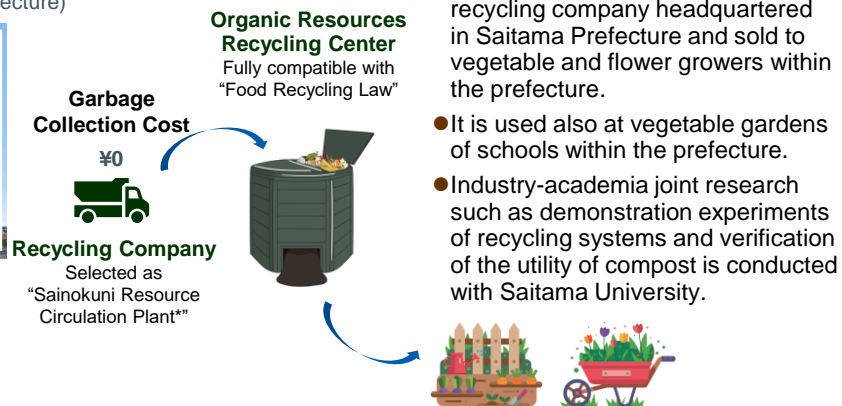 ecture)
Organic Resources
Recycling Center
Fully compatible with
“Food Recycling Law”
Garbage
Collection Cost
¥0
Recycling Company
Selected as
“Sainokuni Resource
Circulation Plant*”
recycling company headquartered
in Saitama Prefecture and sold to
vegetable and flower growers within
the prefecture.
●It is used also at vegetable gardens
of schools within the prefecture.
●Industry-academia joint research
such as demonstration experiments
of recycling systems and verification
of the utility of compost is conducted
with Saitama University.